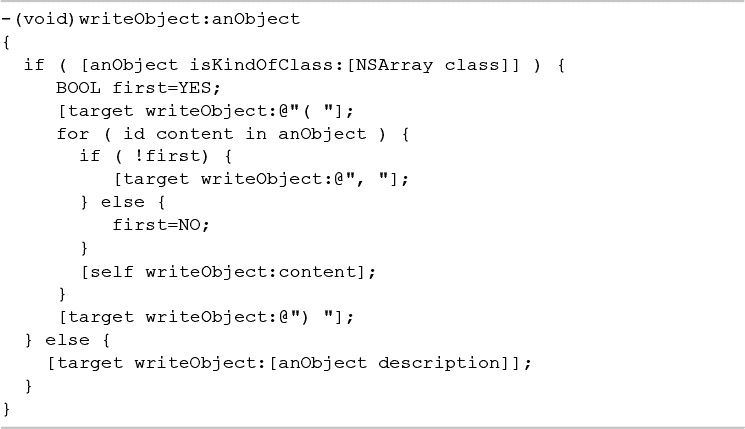 -(void)writeObject:anObject
{
  if ( [anObject isKindOfClass:[NSArray class]] ) {
     BOOL first=YES;
     [target writeObject:@"( "];
     for ( id content in anObject ) {
       if ( !first) {
          [target writeObject:@", "];
       } else {
          first=NO;
       }
       [self writeObject:content];
     }
     [target writeObject:@") "];
  } else {
    [target writeObject:[anObject description]];
  }
}